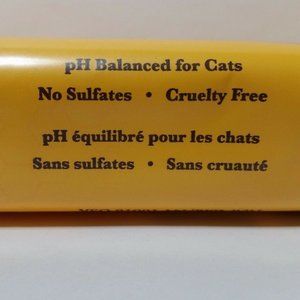 pH Balanced for Cats
No Sulfates • Cruelty Free
pH équilibré pour les chats
Sans sulfates • Sans cruauté